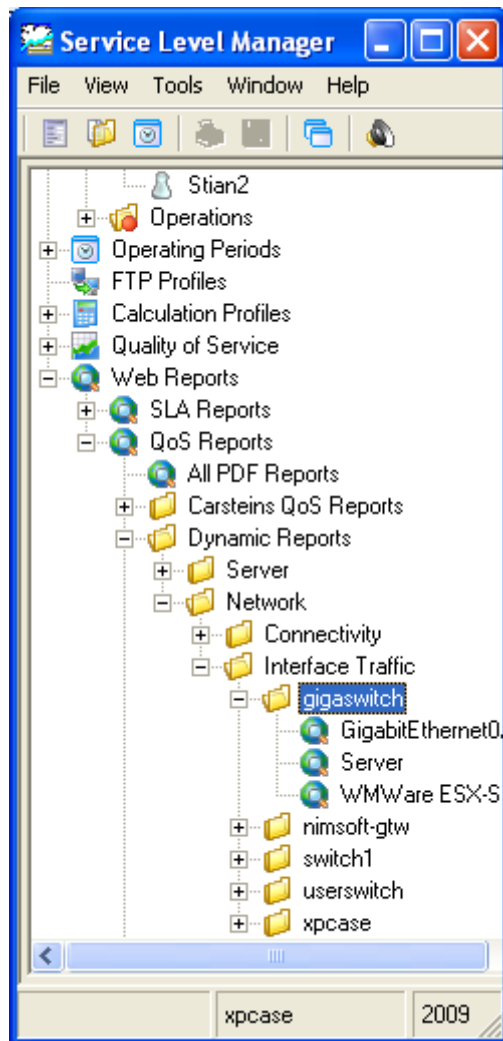 Service Level Manager
File View Tools Window Help
Stian2
Operations
Operating Periods
FTP Profiles
Calculation Profiles
Quality of Service
Web Reports
SLA Reports
QoS Reports
All PDF Reports
Carsteins QoS Reports
Dynamic Reports
Server
Network
Connectivity
Interface Traffic
gigaswitch
GigabitEthernet0.
Server
WMWare ESX-S
nimsoft-gtw
switch1
userswitch
xpcase
xpcase 2009